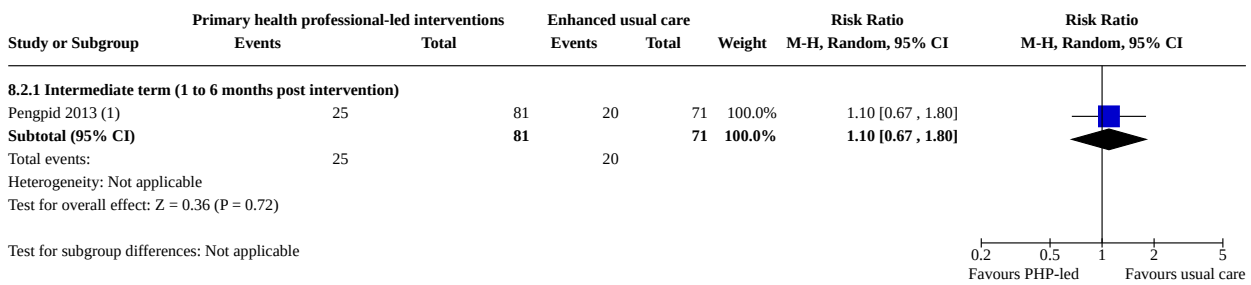 Primary health professional-led interventions Enhanced usual care Risk Ratio Risk Ratio
Study or Subgroup Events Total Events Total Weight M-H, Random, 95% CI M-H, Random, 95% CI
8.2.1 Intermediate term (1 to 6 months post intervention)
Pengpid 2013 (1) 25 81 20 71 100.0% 1.10 [0.67 , 1.80]
Subtotal (95% CI) 81 71 100.0% 1.10 [0.67 , 1.80]
Total events: 25 20
Heterogeneity: Not applicable
Test for overall effect: Z = 0.36 (P = 0.72)
Test for subgroup differences: Not applicable
0.2 0.5 1 2 5
Favours PHP-led Favours usual care